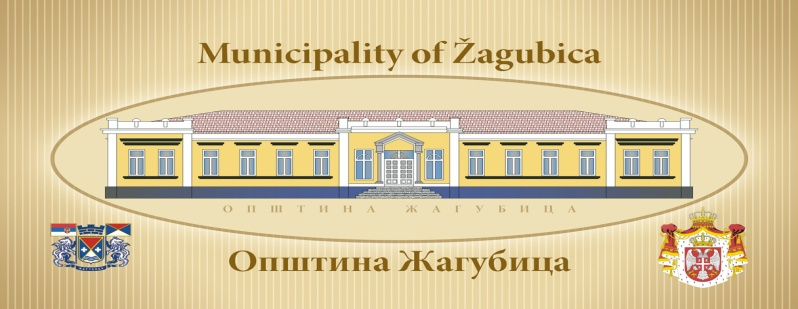 Municipality of Žagubica
ОПШТИНА ЖАГУБИЦА
Општина Жагубица